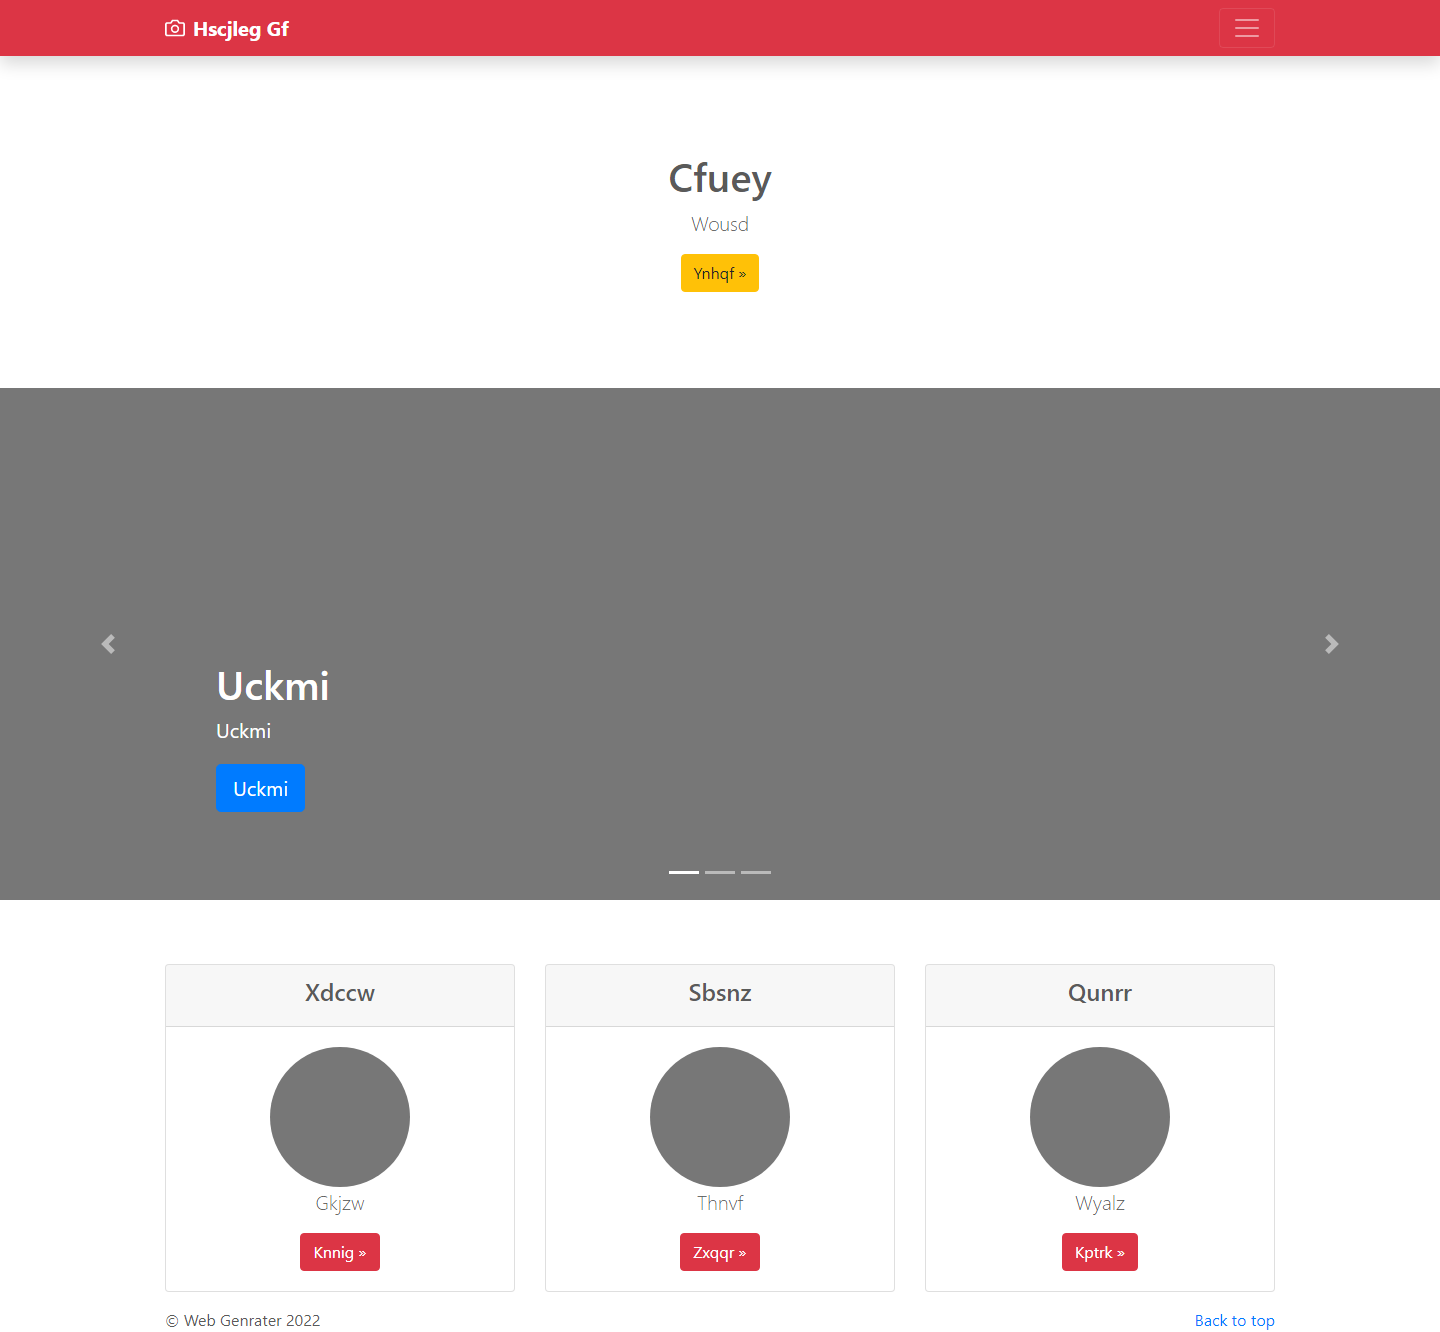 Hscjleg Gf
Cfuey
Wousd
Ynhqf »
Uckmi
Uckmi
Uckmi
Xdccw
Gkjzw
Knnig »
Sbsnz
Thnvf
Zxqqr »
Qunrr
Wyalz
Kptrk »
© Web Genrater 2022
Back to top